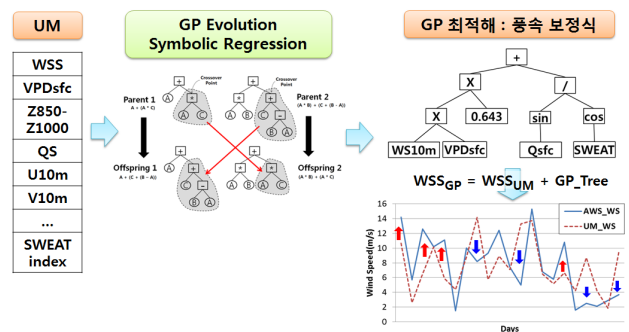 UM
WSS
VPDsfc
Z850-
Z1000
QS
U10m
V10m
...
SWEAT
index
GP Evolution
Symbolic Regression
Crossover
Point
Crossover
Point
Parent 1
A + (A * C)
Parent 2
(A * B) + (C + (B - A))
+
A
*
A
C
+
*
A
B
+
C
-
B
A
Offspring 1
A + (C + (B - A))
Offspring 2
(A * B) + (A * C)
+
A
+
C
-
B
A
+
*
A
B
*
A
C
GP 최적해 : 풍속 보정식
+
X
/
X
0.643
sin
cos
WS10m
VPDsfc
Qsfc
SWEAT
WSS_GP = WSS_UM + GP_Tree
AWS_WS
UM_WS
Wind Speed(m/s)
16
14
12
10
8
6
4
2
0
Days